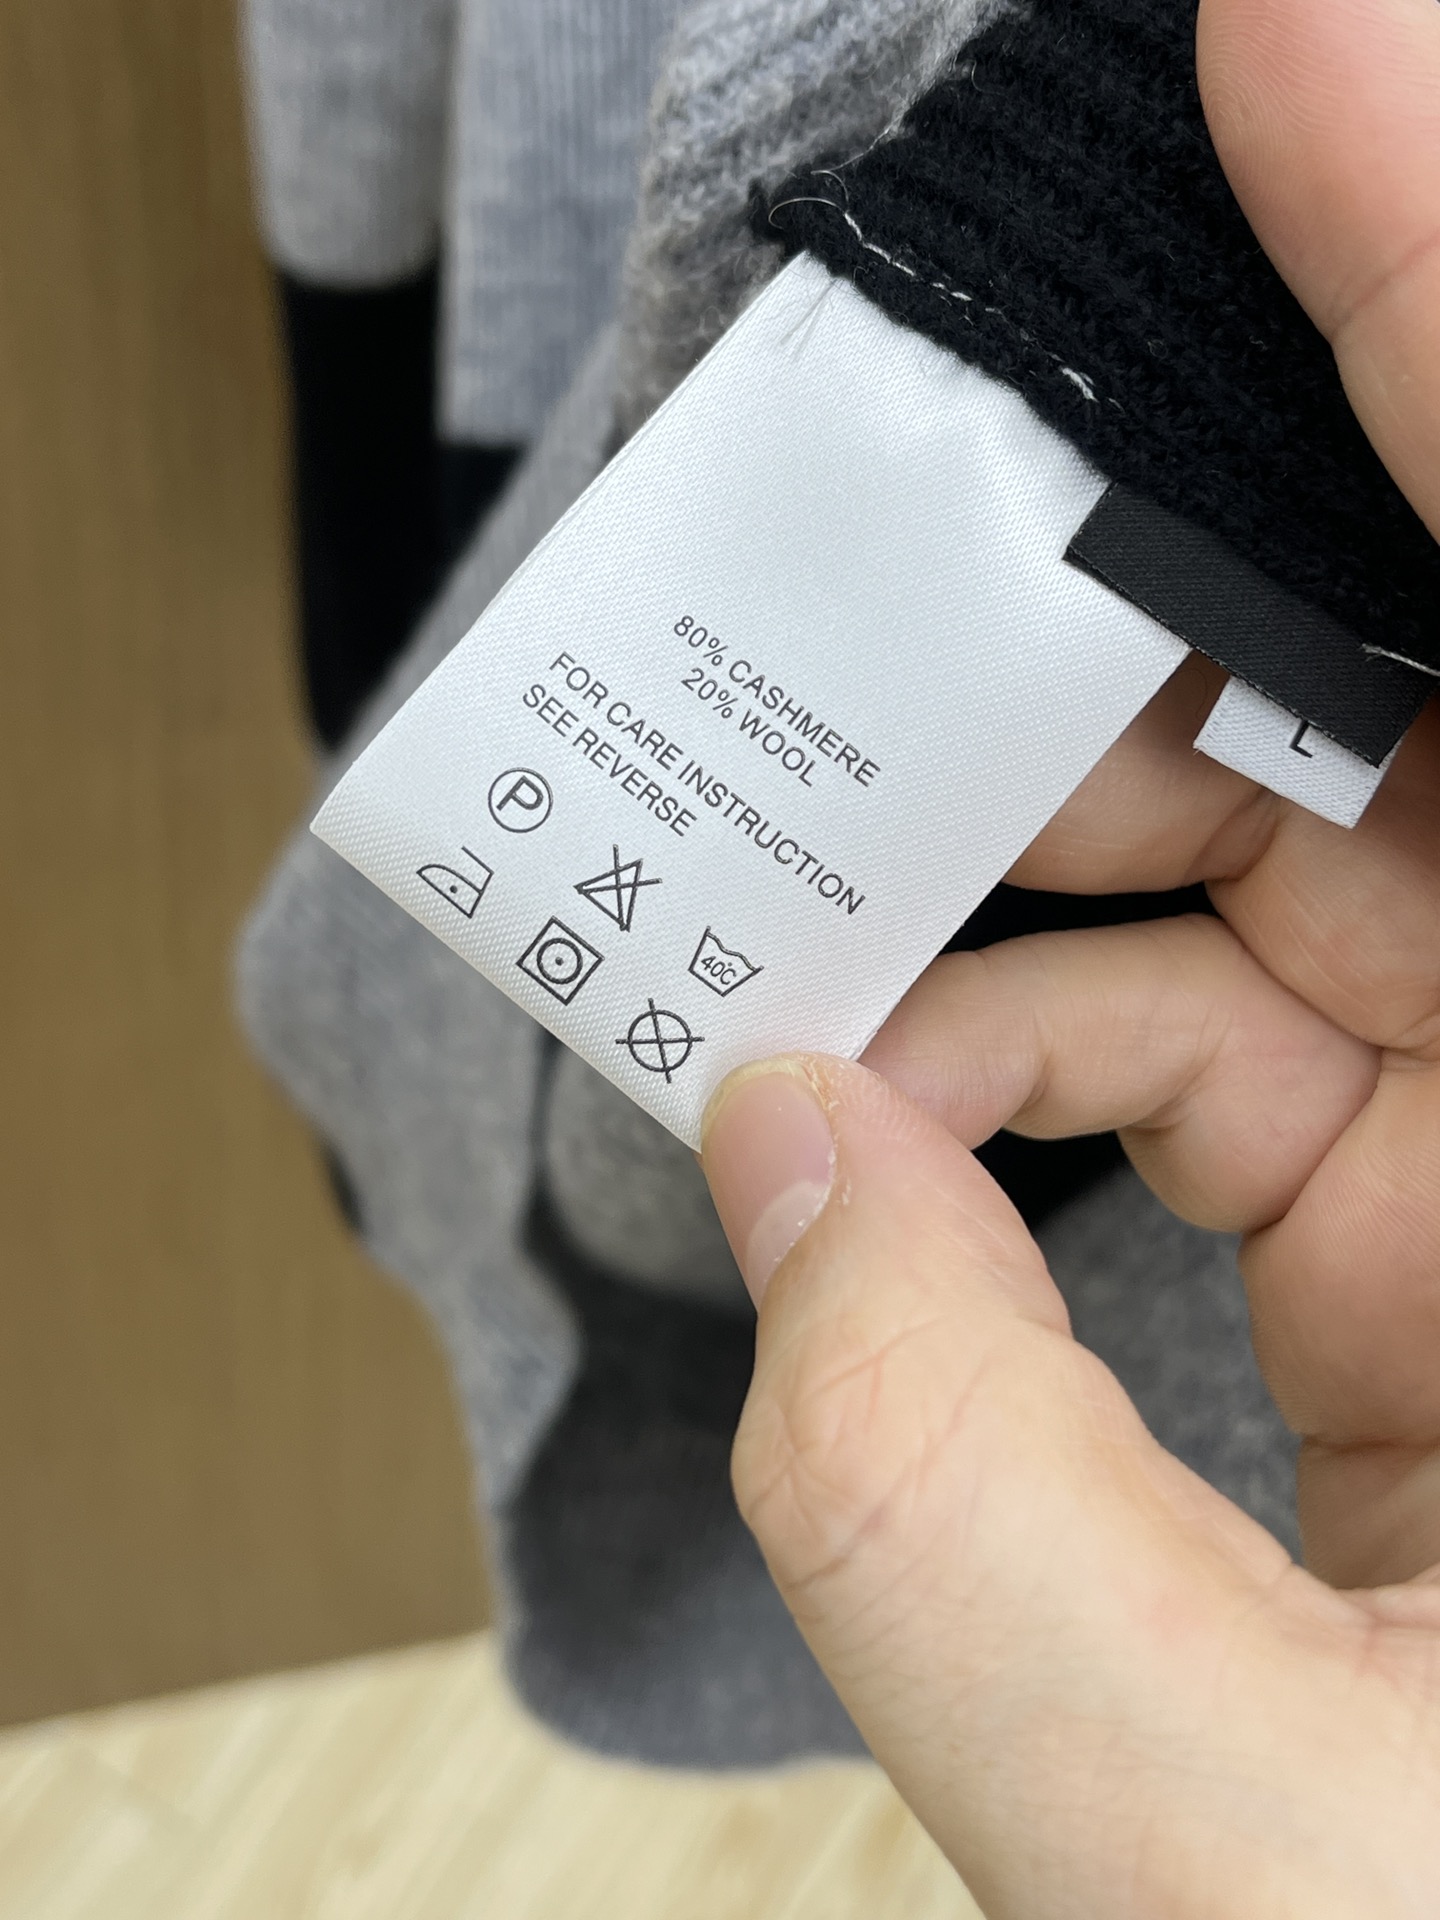 80% CASHMERE
20% WOOL
FOR CARE INSTRUCTION
SEE REVERSE
P
40°C
L